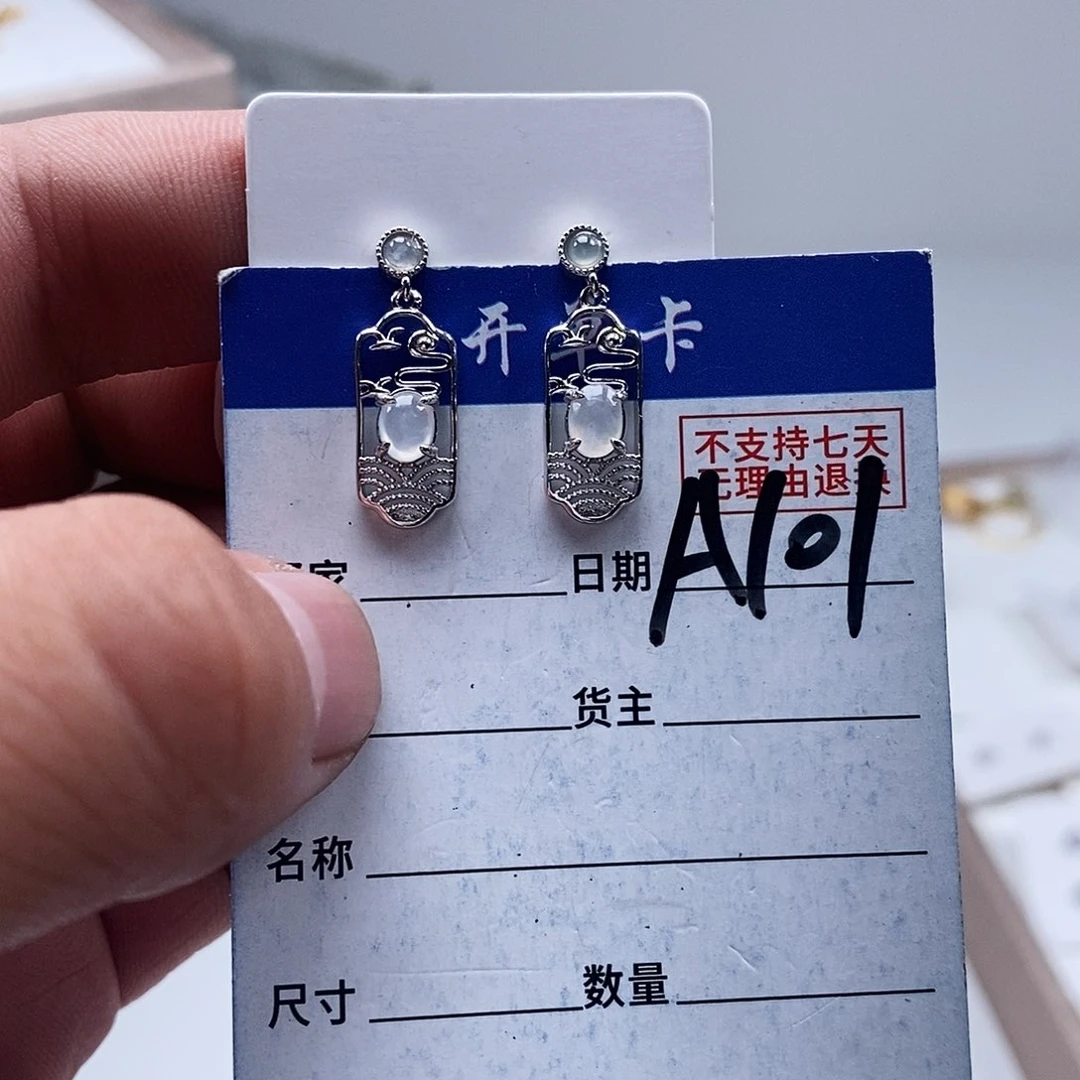 开单卡
不支持七天
无理由退换
家
日期 A101
货主
名称
尺寸
数量